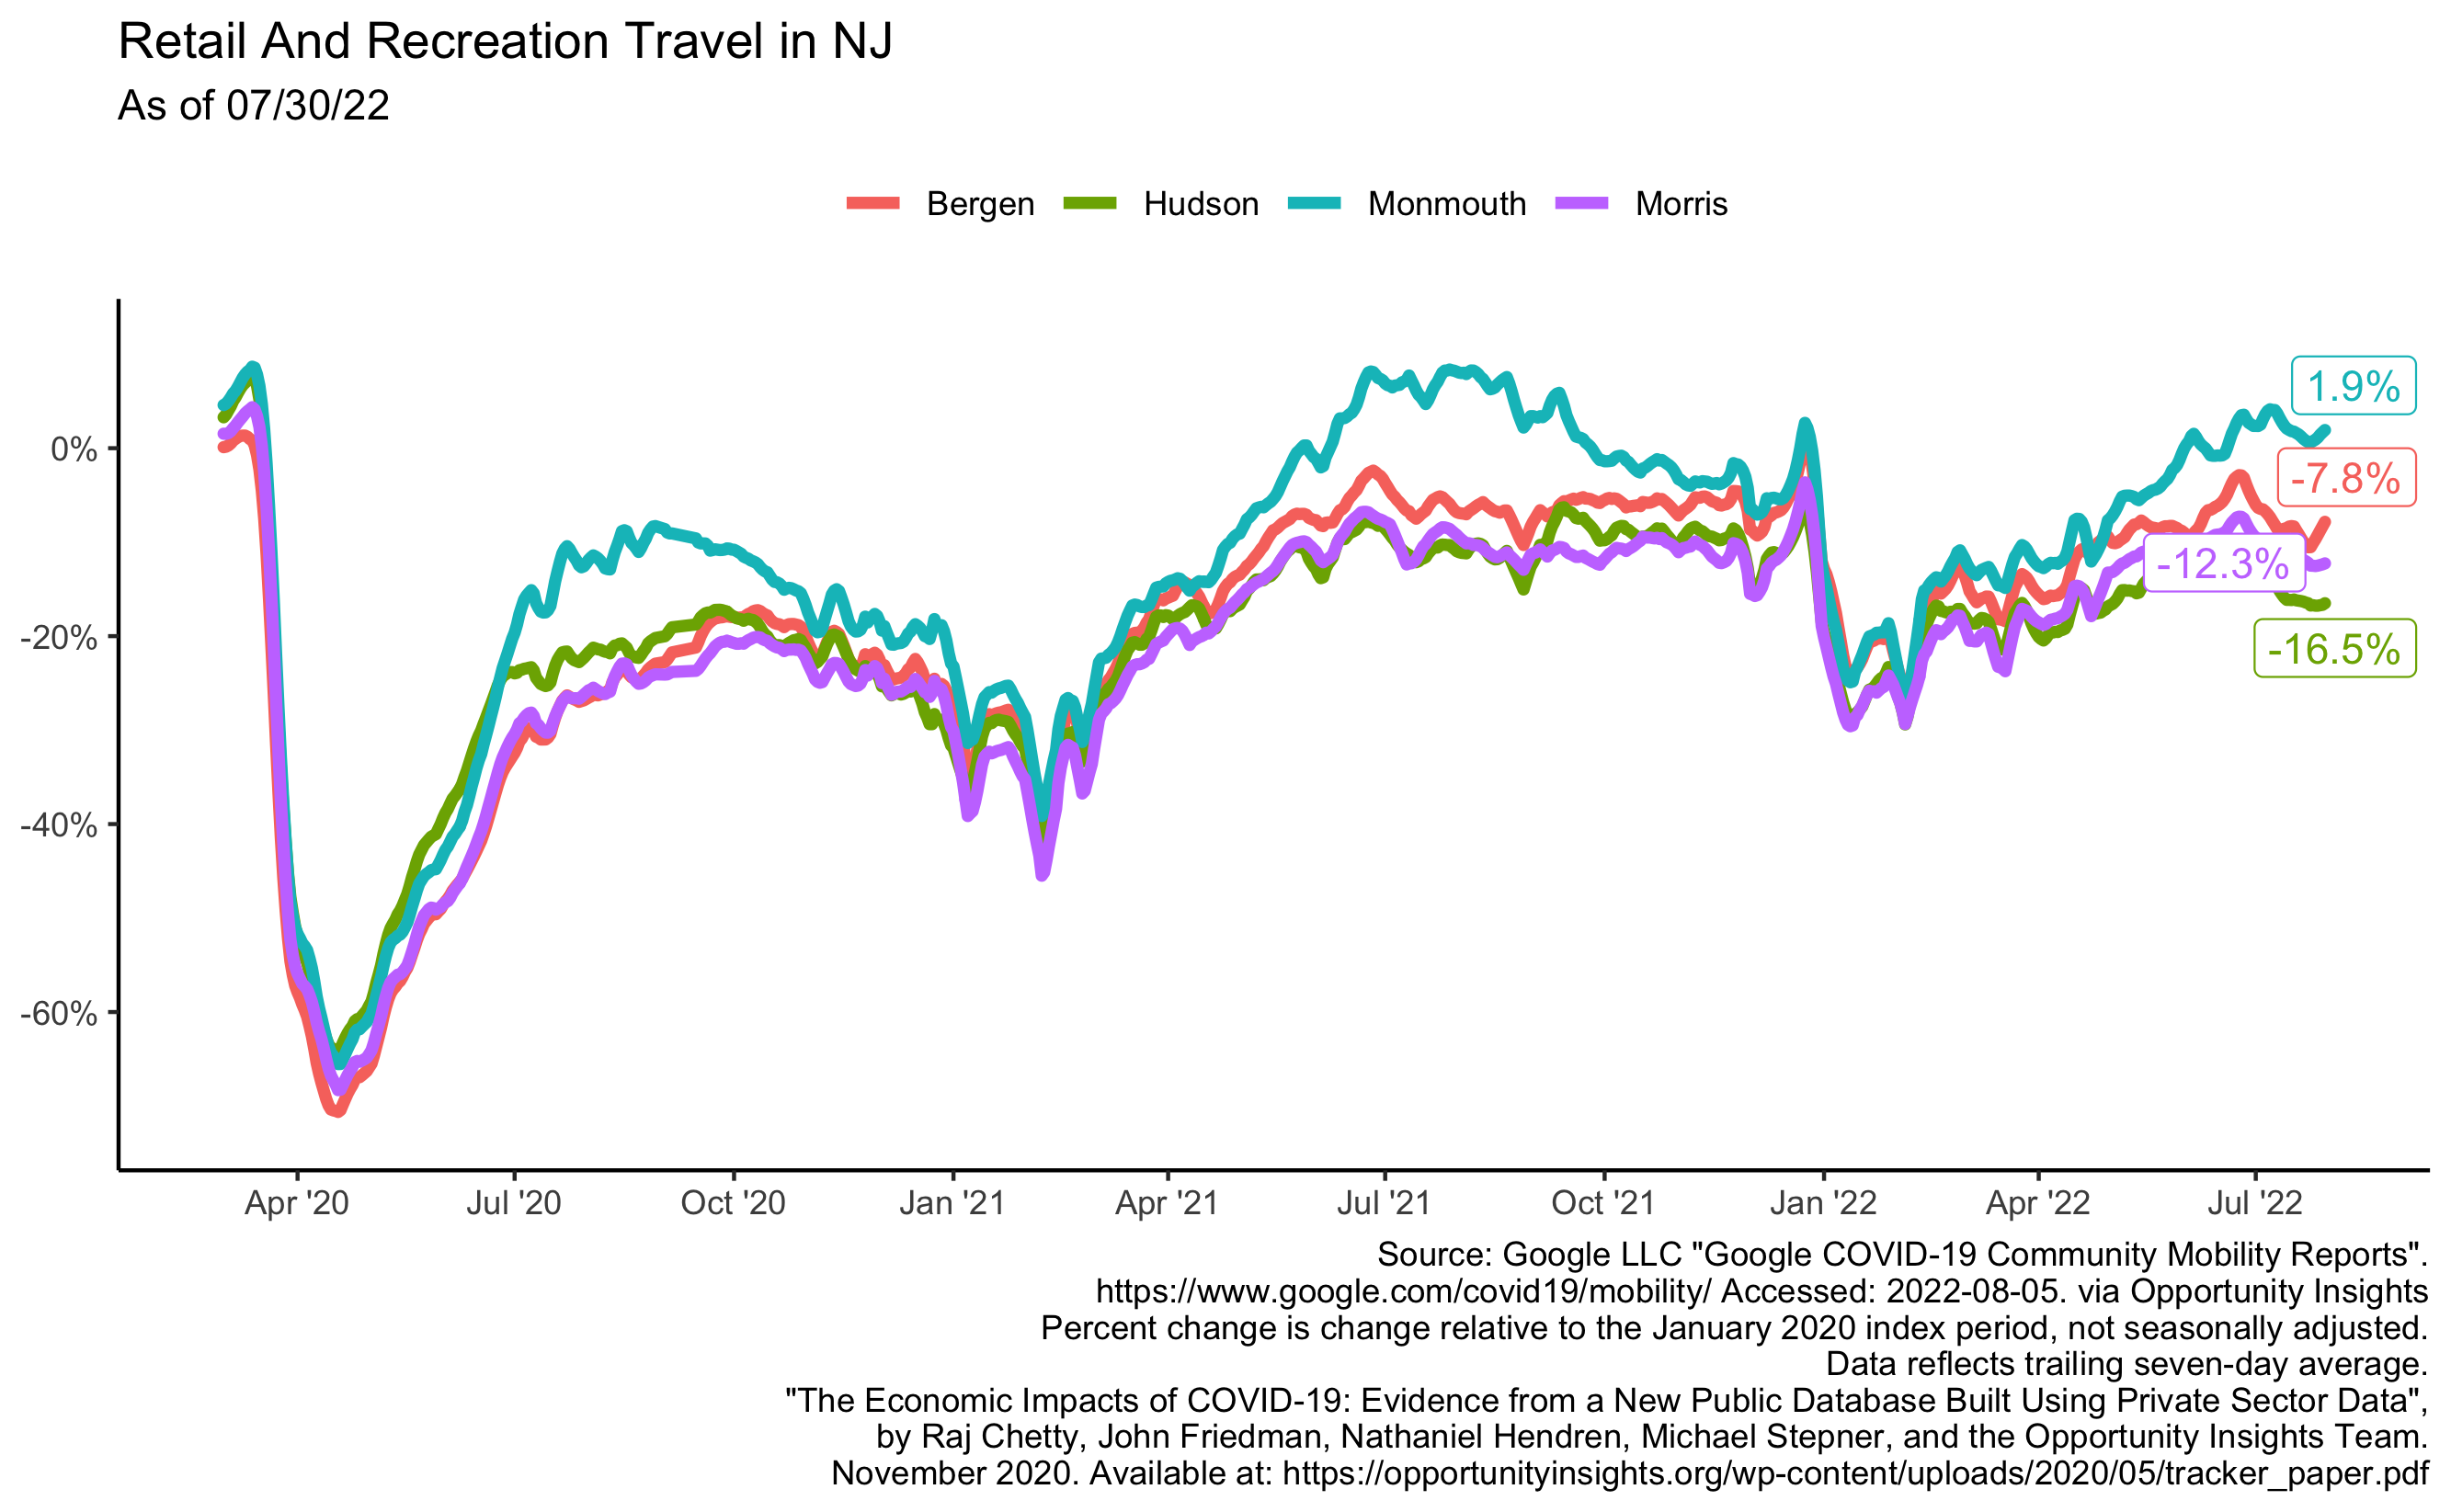 Retail And Recreation Travel in NJ
As of 07/30/22
Bergen Hudson Monmouth Morris
1.9%
0%
-7.8%
-12.3%
-20%
-16.5%
-40%
-60%
Apr '20 Jul '20 Oct '20 Jan '21 Apr '21 Jul '21 Oct '21 Jan '22 Apr '22 Jul '22
Source: Google LLC "Google COVID-19 Community Mobility Reports".
https://www.google.com/covid19/mobility/ Accessed: 2022-08-05. via Opportunity Insights
Percent change is change relative to the January 2020 index period, not seasonally adjusted.
Data reflects trailing seven-day average.
"The Economic Impacts of COVID-19: Evidence from a New Public Database Built Using Private Sector Data",
by Raj Chetty, John Friedman, Nathaniel Hendren, Michael Stepner, and the Opportunity Insights Team.
November 2020. Available at: https://opportunityinsights.org/wp-content/uploads/2020/05/tracker_paper.pdf